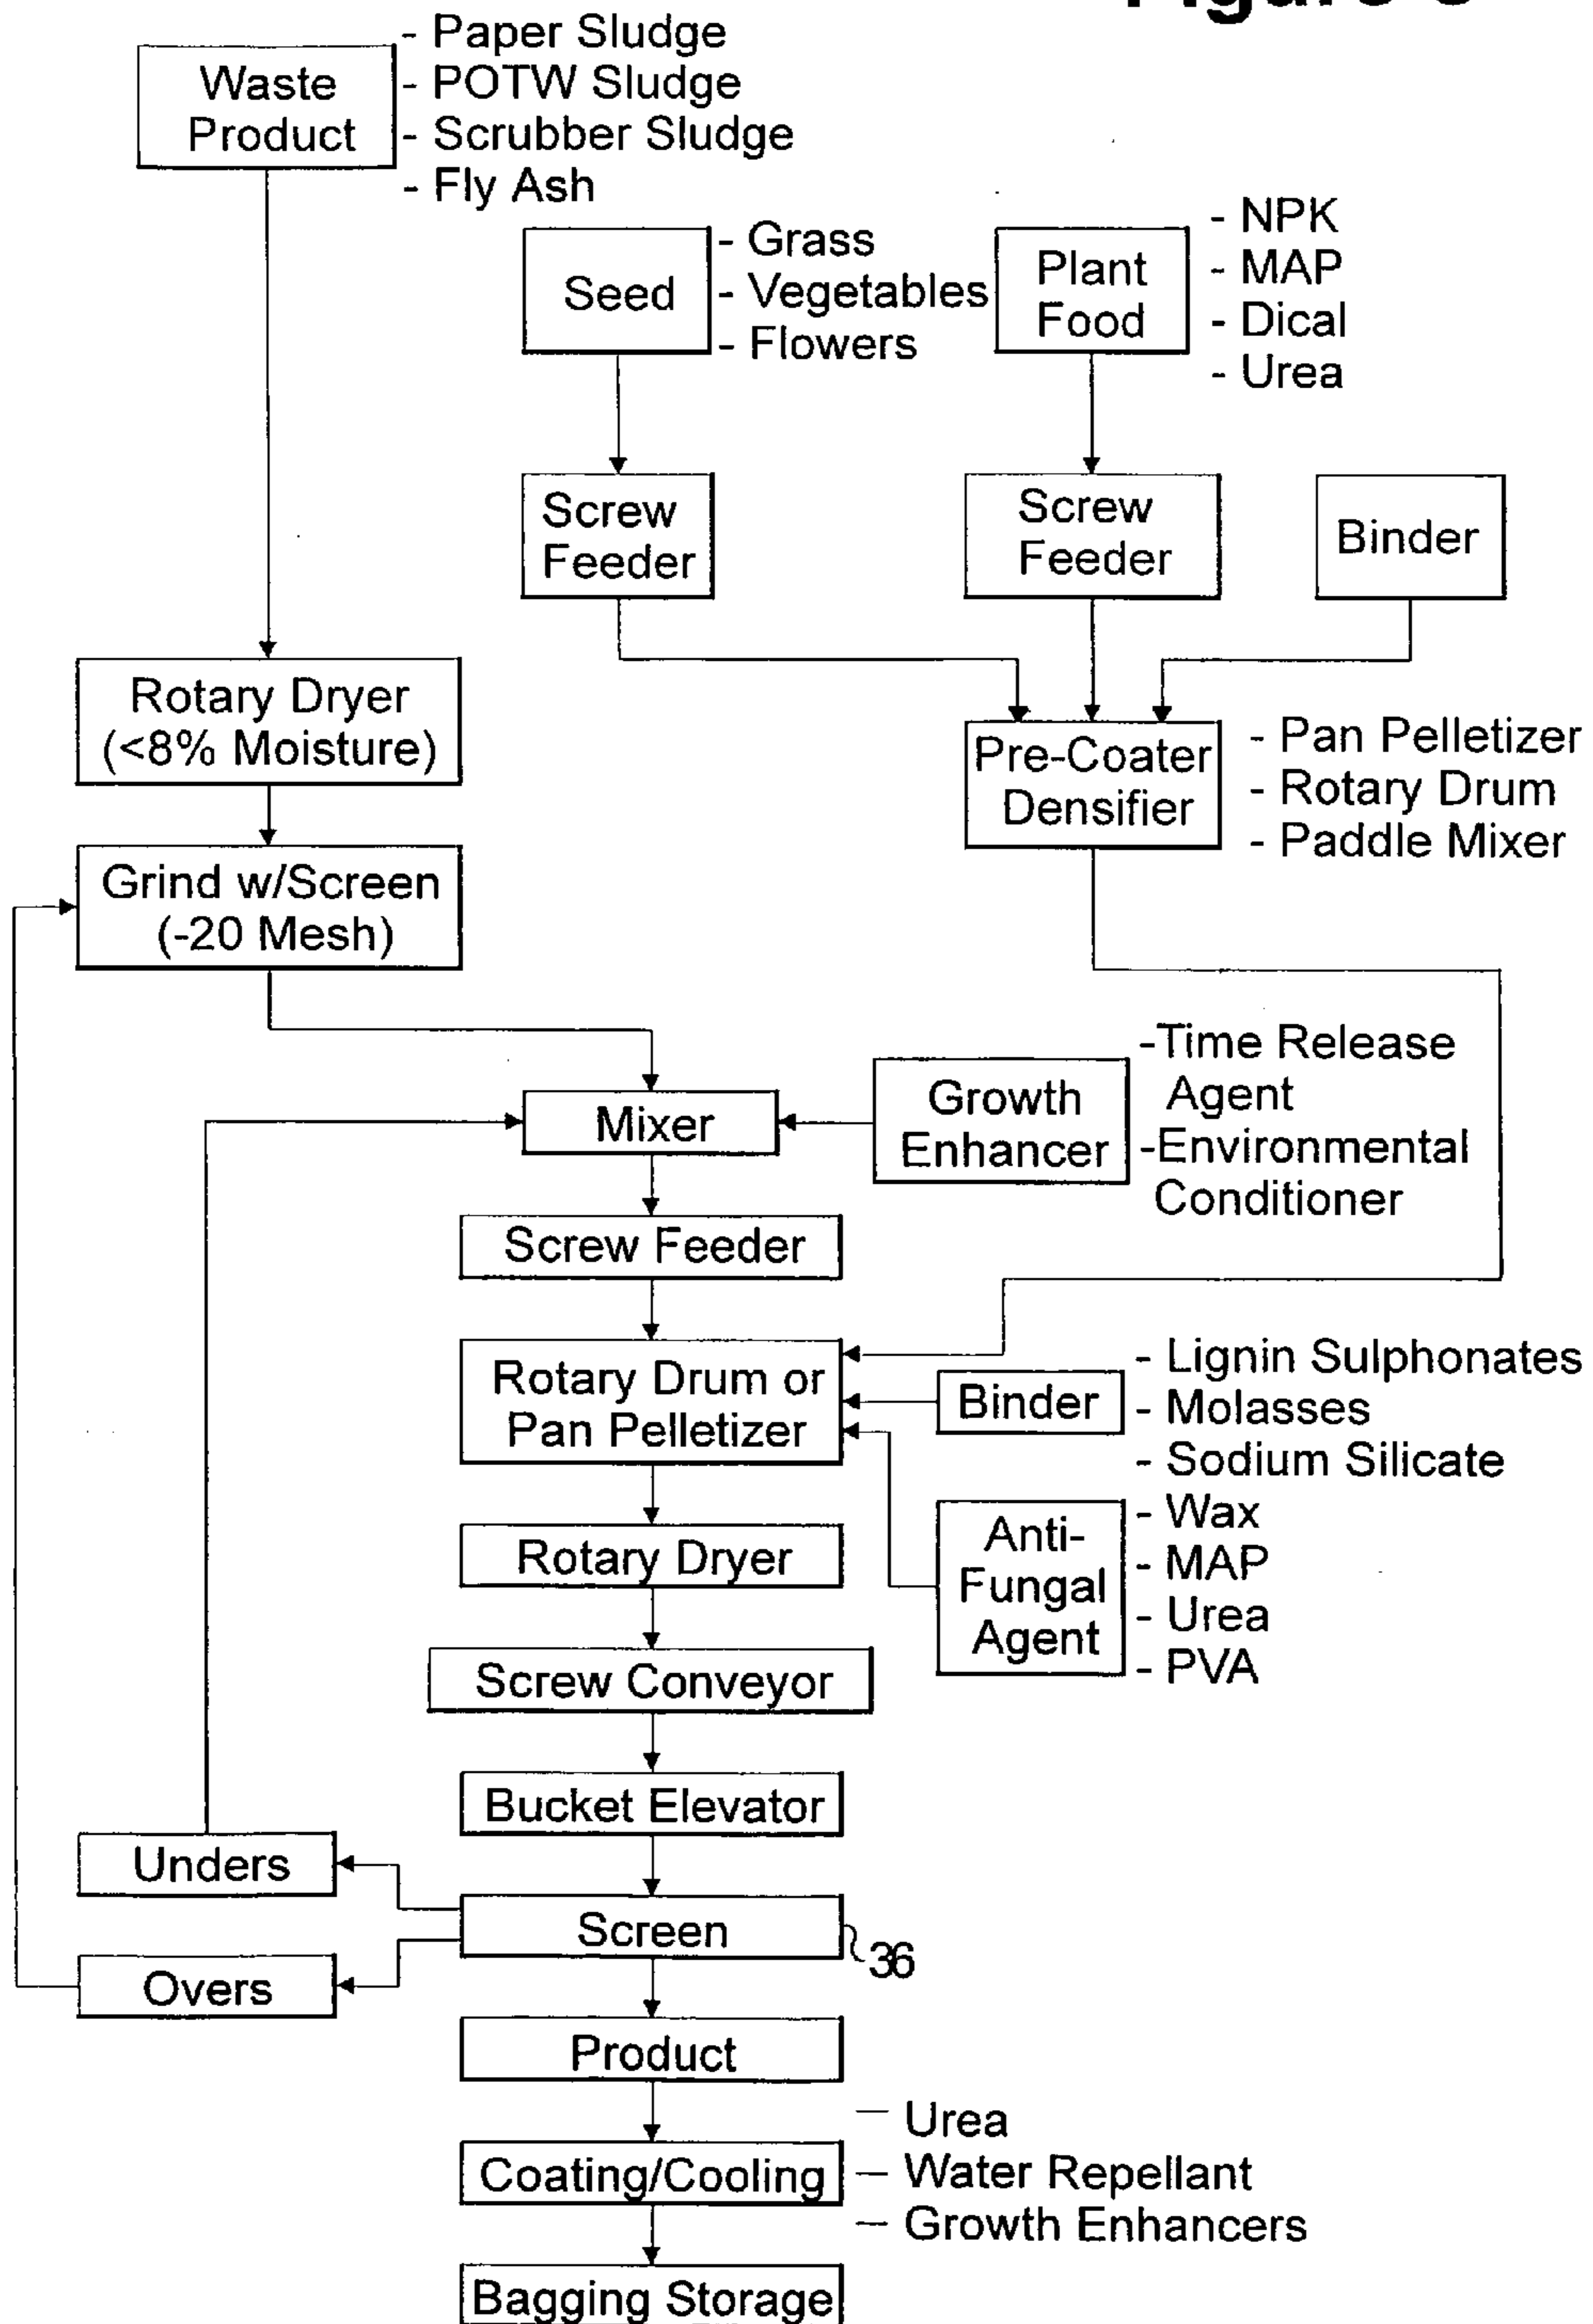 - Paper Sludge
Waste
Product
- POTW Sludge
- Scrubber Sludge
- Fly Ash
Seed
- Grass
- Vegetables
- Flowers
Plant
Food
- NPK
- MAP
- Dical
- Urea
Screw
Feeder
Screw
Feeder
Binder
Rotary Dryer
(<8% Moisture)
Pre-Coater
Densifier
- Pan Pelletizer
- Rotary Drum
- Paddle Mixer
Grind w/Screen
(-20 Mesh)
Mixer
Growth
Enhancer
-Time Release
Agent
-Environmental
Conditioner
Screw Feeder
Rotary Drum or
Pan Pelletizer
Binder
- Lignin Sulphonates
- Molasses
- Sodium Silicate
- Wax
- MAP
- Urea
- PVA
Anti-
Fungal
Agent
Rotary Dryer
Screw Conveyor
Bucket Elevator
Unders
Screen
36
Overs
Product
Coating/Cooling
— Urea
— Water Repellant
— Growth Enhancers
Bagging Storage